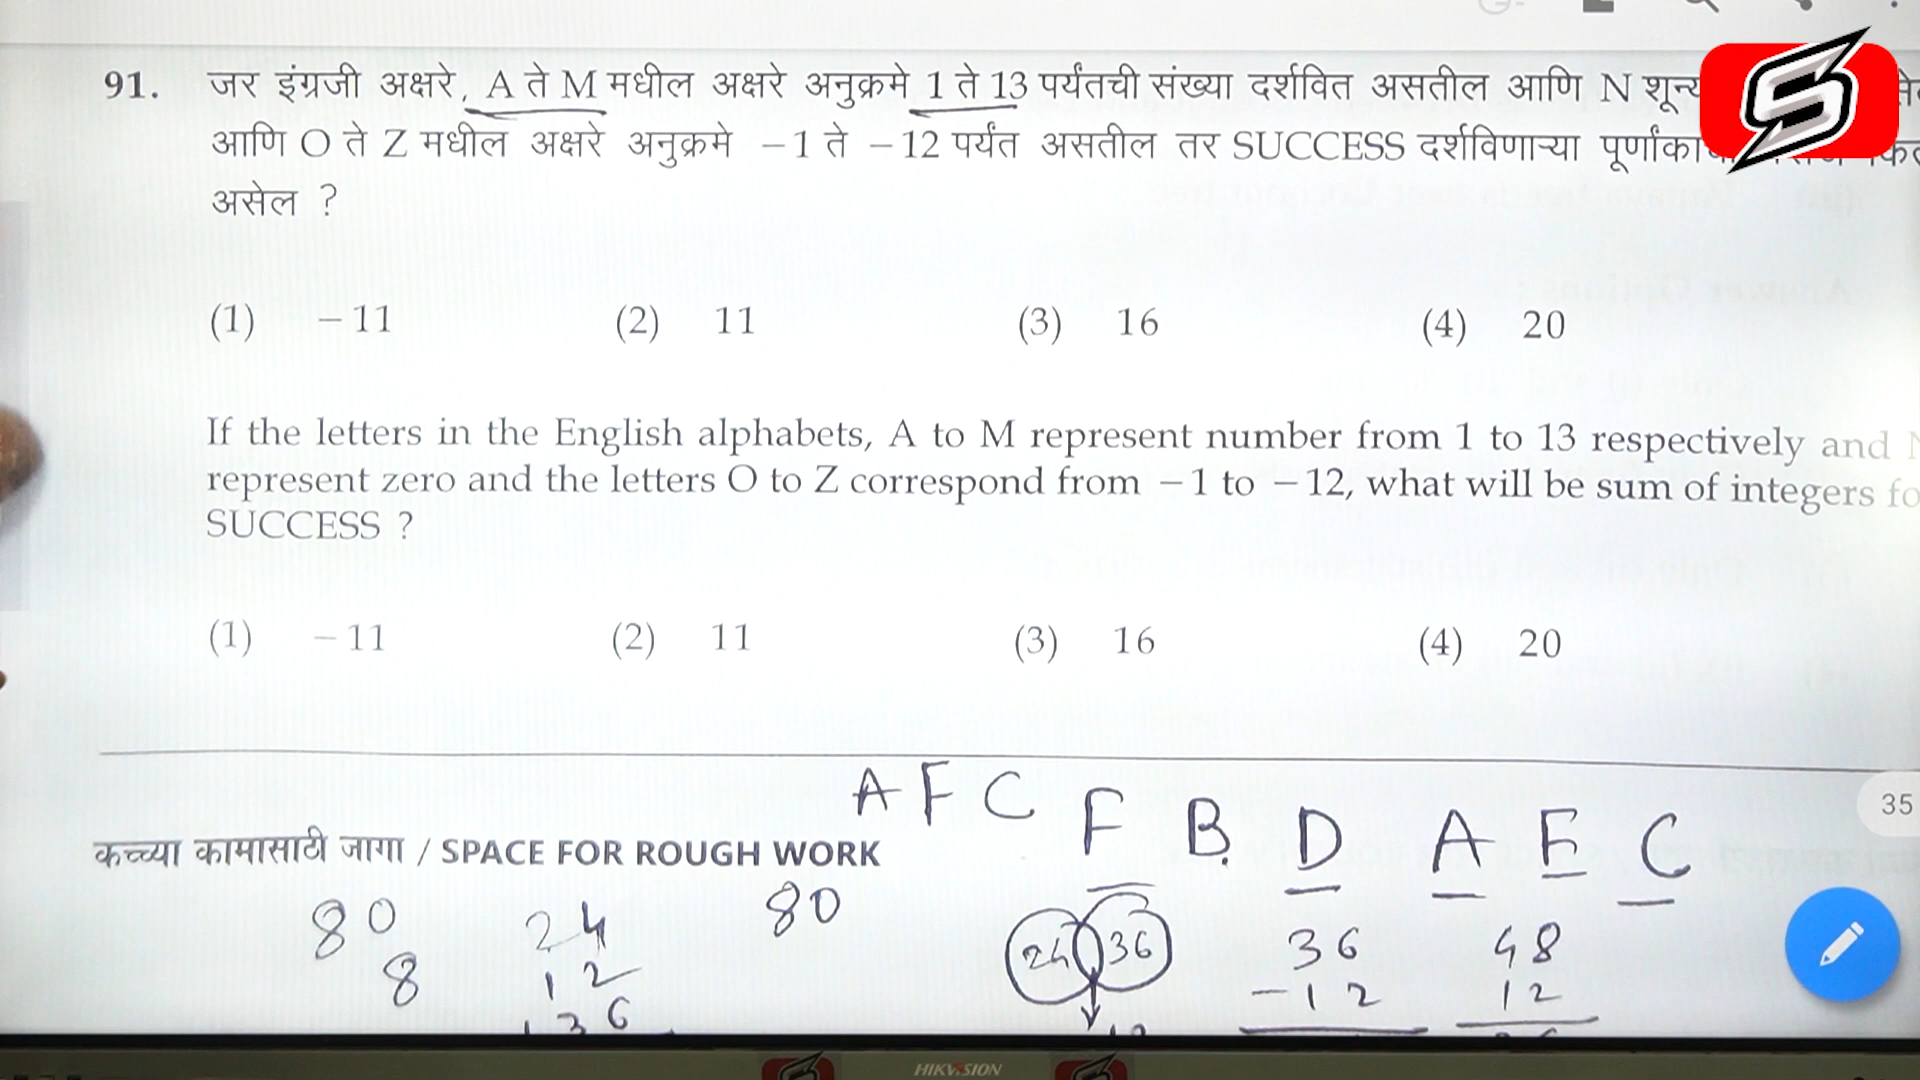 91. जर इंग्रजी अक्षरे, A ते M मधील अक्षरे अनुक्रमे 1 ते 13 पर्यंतची संख्या दर्शवित असतील आणि N शून्य
आणि O ते Z मधील अक्षरे अनुक्रमे – 1 ते – 12 पर्यंत असतील तर SUCCESS दर्शविणाऱ्या
असेल ?
(1) – 11 (2) 11 (3) 16 (4) 20
If the letters in the English alphabets, A to M represent number from 1 to 13 respectively and N
represent zero and the letters O to Z correspond from – 1 to – 12, what will be sum of integers
SUCCESS ?
(1) – 11 (2) 11 (3) 16 (4) 20
A F C F B. D A E C
35
कच्च्या कामासाठी जागा / SPACE FOR ROUGH WORK
80 24 80 24 36 36 48
8 12 -12 12
36
HIKVISION